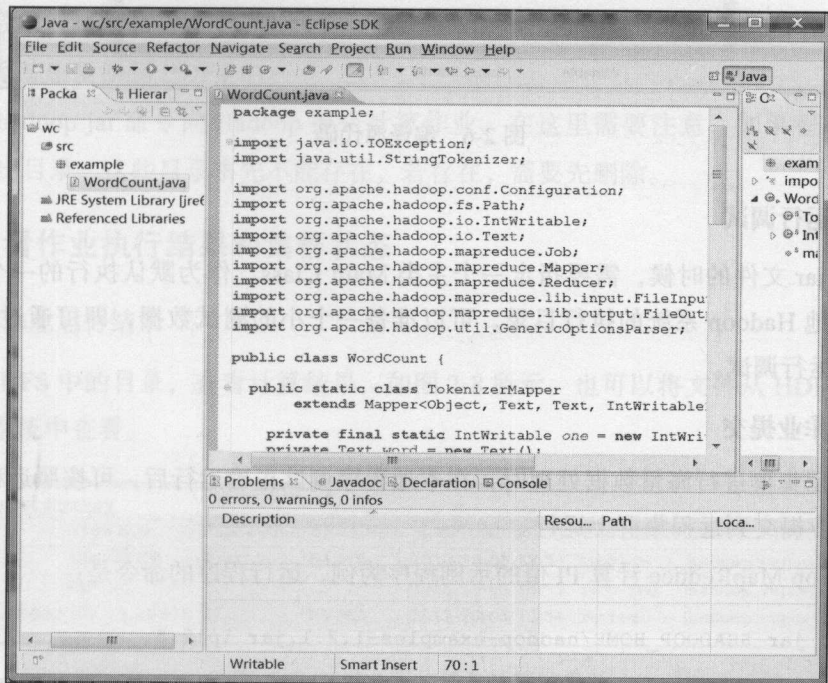 Java - wc/src/example/WordCount.java - Eclipse SDK
File Edit Source Refactor Navigate Search Project Run Window Help
Java
Packa
Hierar
wc
src
example
WordCount.java
JRE System Library [jre6
Referenced Libraries
WordCount.java
package example;
import java.io.IOException;
import java.util.StringTokenizer;
import org.apache.hadoop.conf.Configuration;
import org.apache.hadoop.fs.Path;
import org.apache.hadoop.io.IntWritable;
import org.apache.hadoop.io.Text;
import org.apache.hadoop.mapreduce.Job;
import org.apache.hadoop.mapreduce.Mapper;
import org.apache.hadoop.mapreduce.Reducer;
import org.apache.hadoop.mapreduce.lib.input.FileInpu
import org.apache.hadoop.mapreduce.lib.output.FileOut
import org.apache.hadoop.util.GenericOptionsParser;
public class WordCount {
public static class TokenizerMapper
extends Mapper<Object, Text, Text, IntWritable
private final static IntWritable one = new IntWri
private Text word = new Text();
exam
impo
Word
To
Int
ma
Problems
Javadoc
Declaration
Console
0 errors, 0 warnings, 0 infos
Description Resou... Path Loca...
Writable Smart Insert 70 : 1